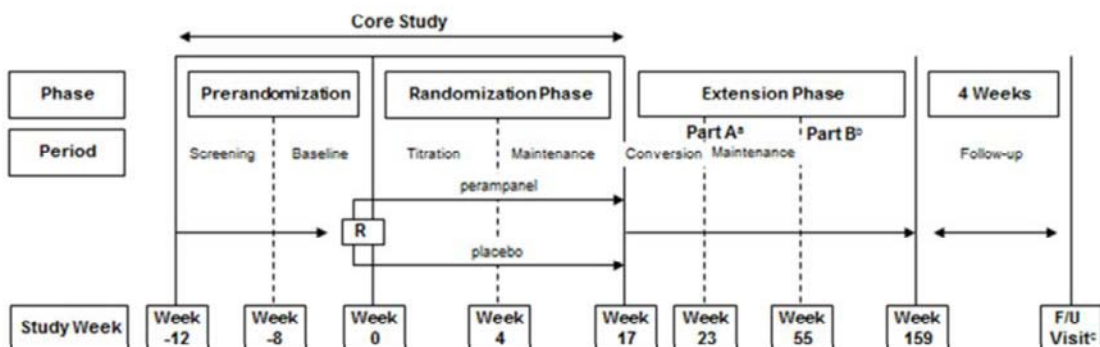 Core Study
Phase Prerandomization Randomization Phase Extension Phase 4 Weeks
Part Aᵃ Part Bᵇ
Period
Screening Baseline Titration Maintenance Conversion Maintenance Follow-up
perampanel
R
placebo
Study Week Week -12 Week -8 Week 0 Week 4 Week 17 Week 23 Week 55 Week 159 F/U Visitᶜ